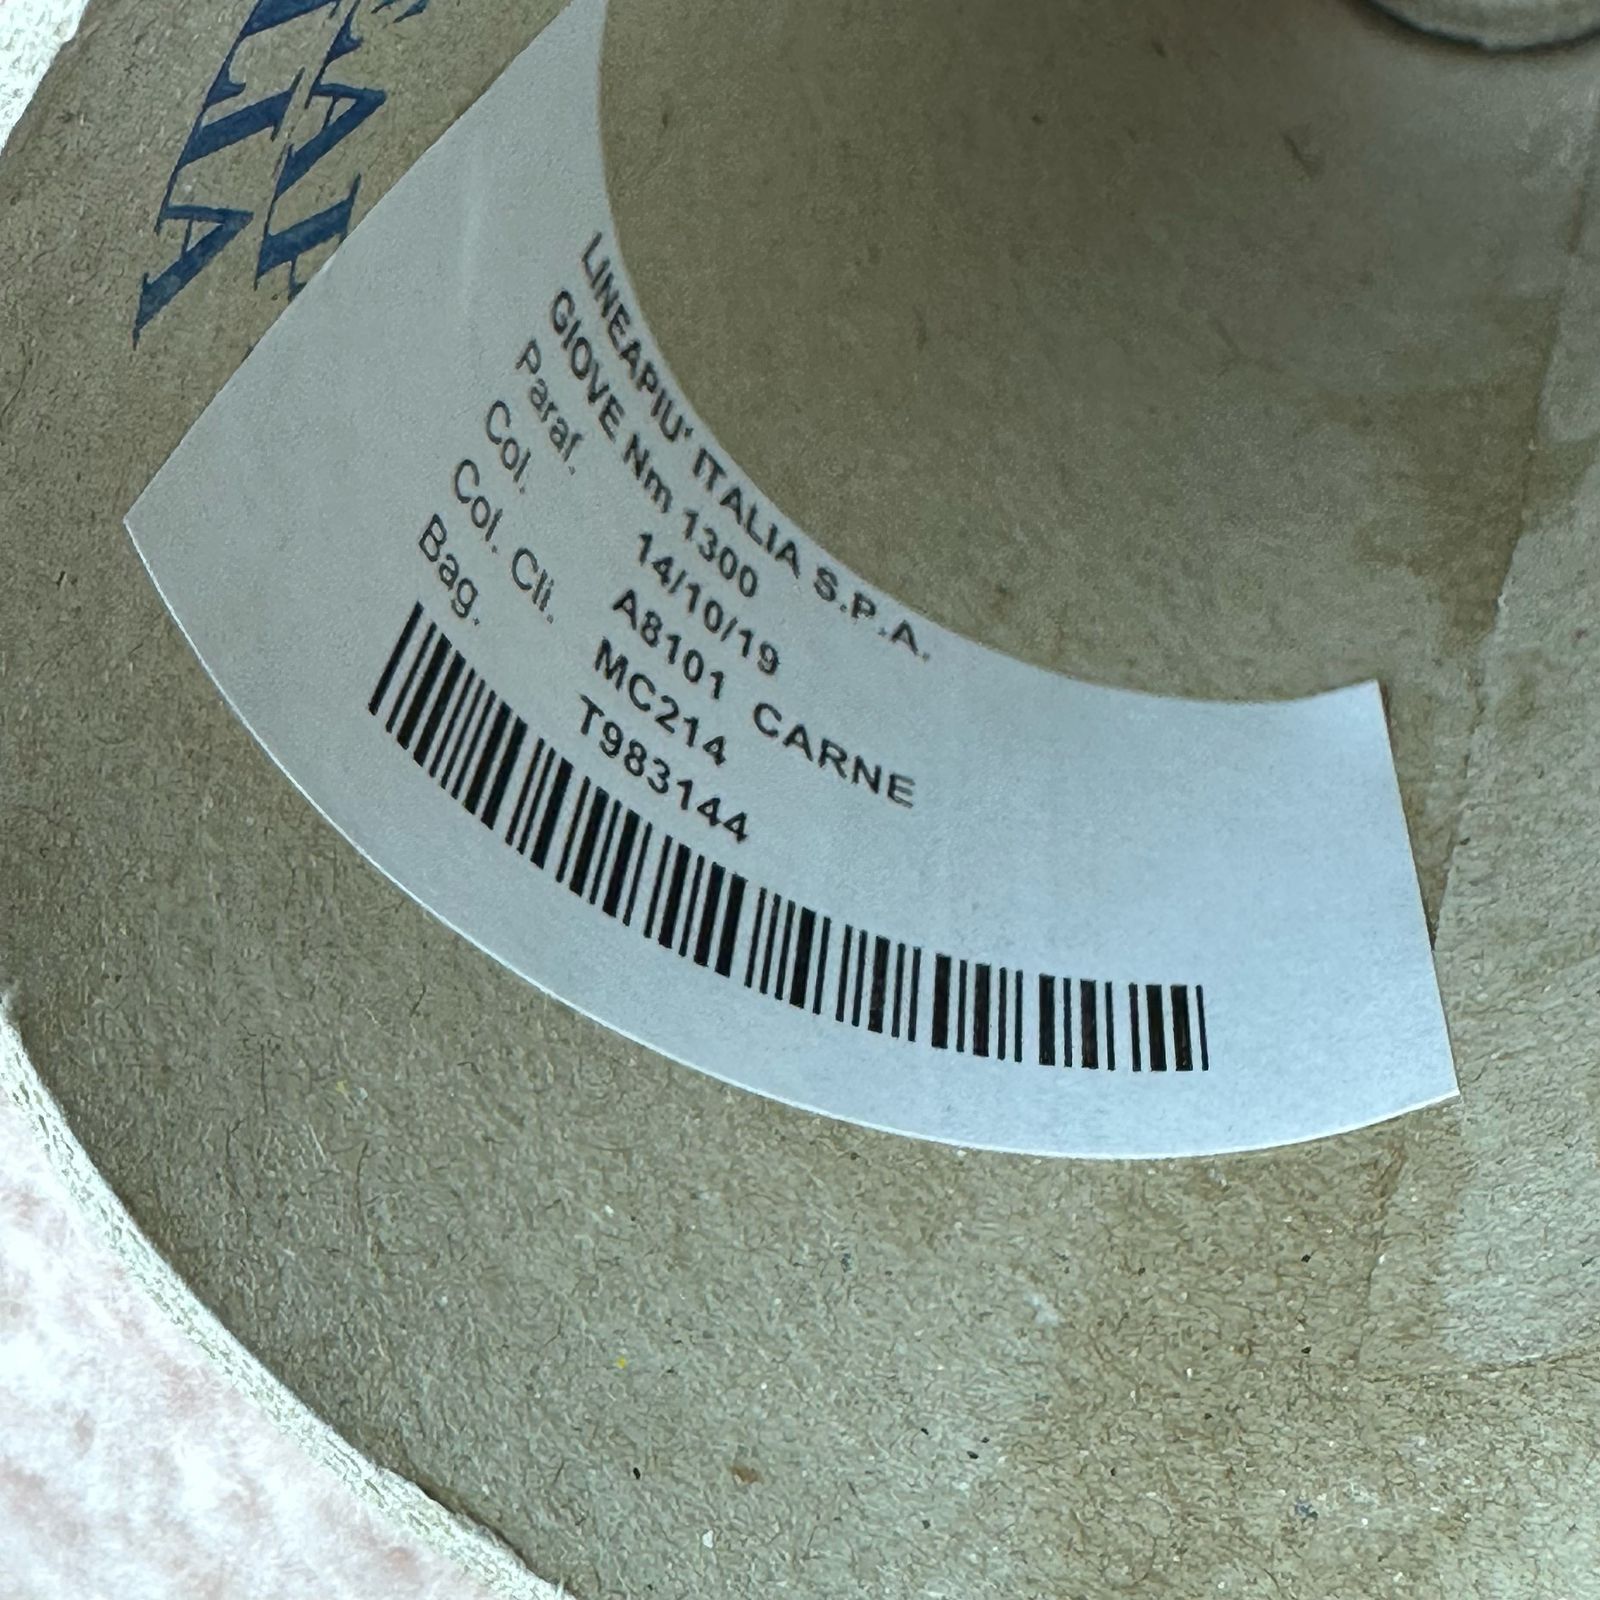 LINEAPIU' ITALIA S.P.A.
GIOVE Nm 1300
Paraf. 14/10/19
Col. A8101 CARNE
Col. Cli. MC214
Bag. T983144